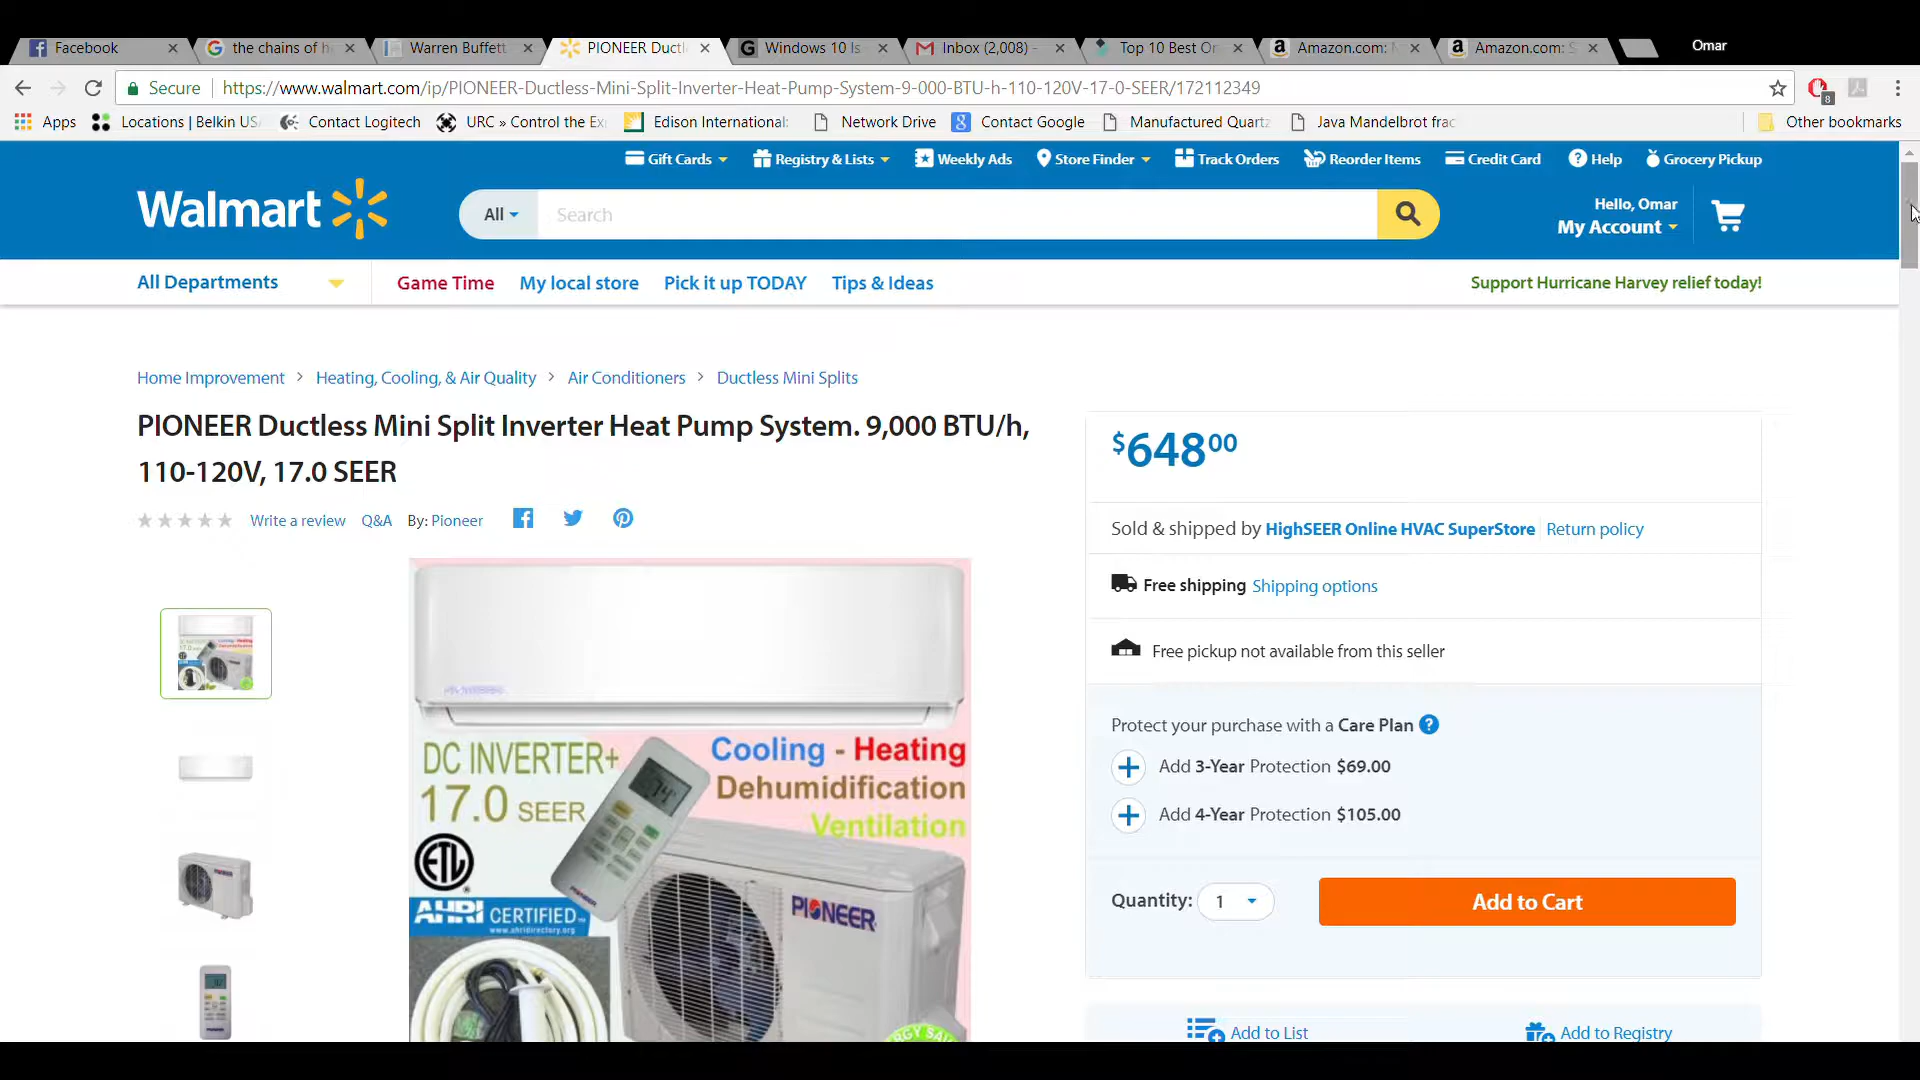 Facebook
the chains of h
Warren Buffett
PIONEER Ductl
Windows 10 Is
Inbox (2,008) -
Top 10 Best Or
Amazon.com: N
Amazon.com: S
Omar
Secure
https://www.walmart.com/ip/PIONEER-Ductless-Mini-Split-Inverter-Heat-Pump-System-9-000-BTU-h-110-120V-17-0-SEER/172112349
8
Apps
Locations | Belkin US
Contact Logitech
URC » Control the Ex
Edison International:
Network Drive
Contact Google
Manufactured Quartz
Java Mandelbrot frac
Other bookmarks
Gift Cards
Registry & Lists
Weekly Ads
Store Finder
Track Orders
Reorder Items
Credit Card
Help
Grocery Pickup
Walmart
All
Search
Hello, Omar
My Account
All Departments
Game Time
My local store
Pick it up TODAY
Tips & Ideas
Support Hurricane Harvey relief today!
Home Improvement > Heating, Cooling, & Air Quality > Air Conditioners > Ductless Mini Splits
PIONEER Ductless Mini Split Inverter Heat Pump System. 9,000 BTU/h,
110-120V, 17.0 SEER
Write a review
Q&A
By: Pioneer
$648.00
Sold & shipped by HighSEER Online HVAC SuperStore
Return policy
Free shipping Shipping options
Free pickup not available from this seller
Protect your purchase with a Care Plan ?
Add 3-Year Protection $69.00
Add 4-Year Protection $105.00
Quantity: 1
Add to Cart
Add to List
Add to Registry
DC INVERTER+
17.0 SEER
Cooling - Heating
Dehumidification
Ventilation
ETL
AHRI CERTIFIED
www.ahridirectory.org
PIONEER